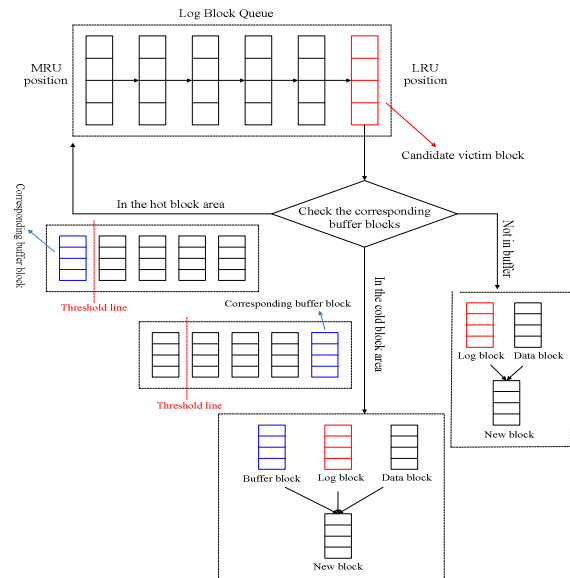 Log Block Queue
MRU
position
LRU
position
Candidate victim block
In the hot block area
Check the corresponding
buffer blocks
Not in buffer
Corresponding
buffer block
Threshold line
Corresponding buffer block
In the cold block area
Threshold line
Log block
Data block
New block
Buffer block
Log block
Data block
New block